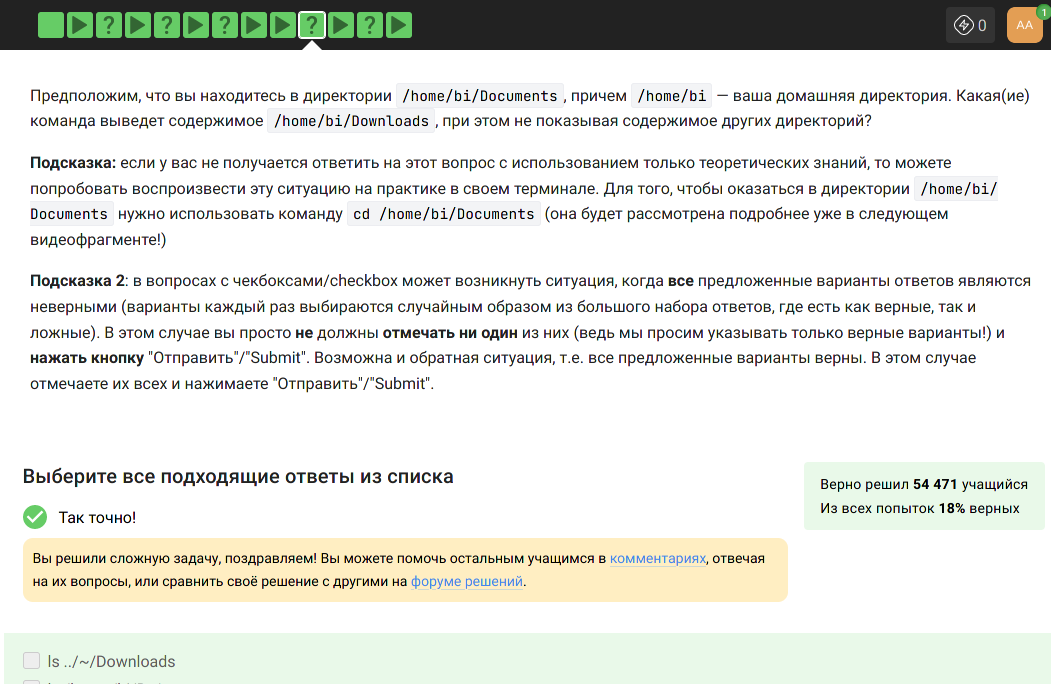 ? ? ? ? ?
0
AA
1
Предположим, что вы находитесь в директории /home/bi/Documents , причем /home/bi — ваша домашняя директория. Какая(ие)
команда выведет содержимое /home/bi/Downloads , при этом не показывая содержимое других директорий?
Подсказка: если у вас не получается ответить на этот вопрос с использованием только теоретических знаний, то можете
попробовать воспроизвести эту ситуацию на практике в своем терминале. Для того, чтобы оказаться в директории /home/bi/
Documents нужно использовать команду cd /home/bi/Documents (она будет рассмотрена подробнее уже в следующем
видеофрагменте!)
Подсказка 2: в вопросах с чекбоксами/checkbox может возникнуть ситуация, когда все предложенные варианты ответов являются
неверными (варианты каждый раз выбираются случайным образом из большого набора ответов, где есть как верные, так и
ложные). В этом случае вы просто не должны отмечать ни один из них (ведь мы просим указывать только верные варианты!) и
нажать кнопку "Отправить"/"Submit". Возможна и обратная ситуация, т.е. все предложенные варианты верны. В этом случае
отмечаете их всех и нажимаете "Отправить"/"Submit".
Выберите все подходящие ответы из списка
Верно решил 54 471 учащийся
Из всех попыток 18% верных
Так точно!
Вы решили сложную задачу, поздравляем! Вы можете помочь остальным учащимся в комментариях, отвечая
на их вопросы, или сравнить своё решение с другими на форуме решений.
ls ../~/Downloads